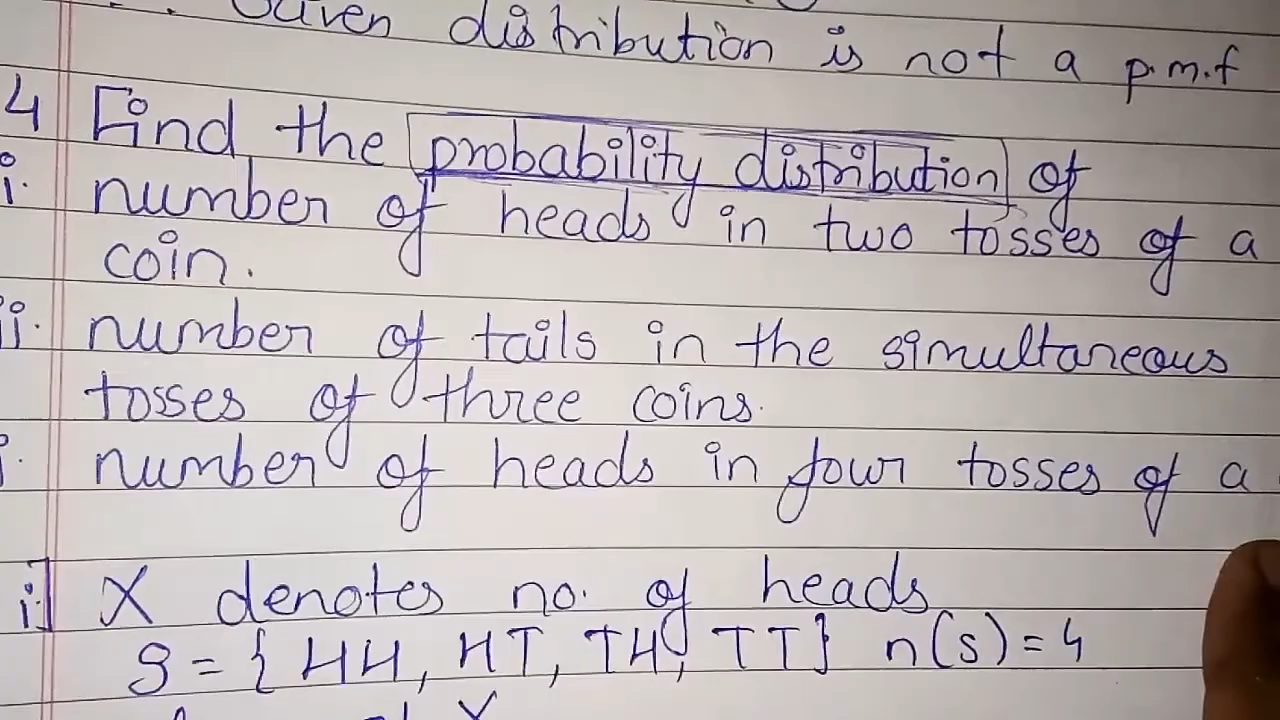 Given distribution is not a p.m.f
4 Find the probability distribution of
i. number of heads in two tosses of a
coin.
ii. number of tails in the simultaneous
tosses of three coins.
number of heads in four tosses of a
i] X denotes no. of heads
S = { HH, HT, TH, TT} n(s) = 4